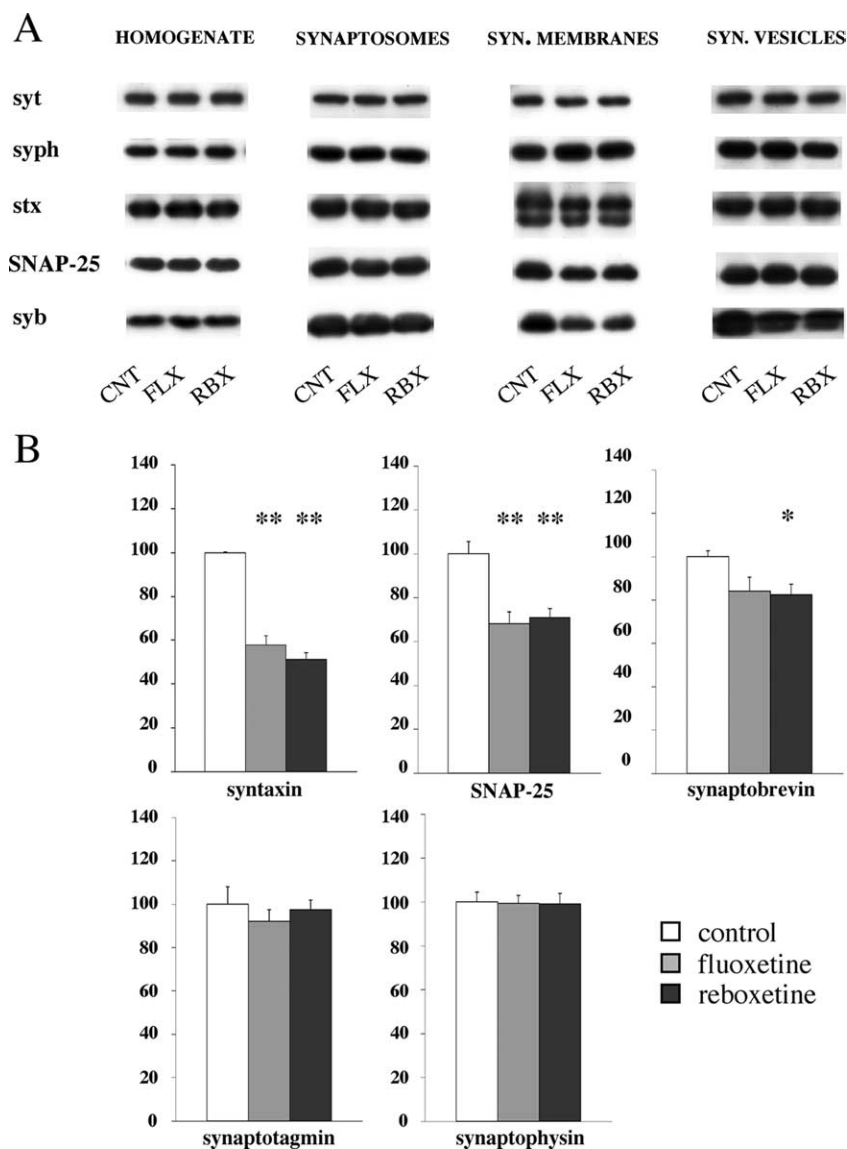 A
HOMOGENATE SYNAPTOSOMES SYN. MEMBRANES SYN. VESICLES
syt
syph
stx
SNAP-25
syb
CNT FLX RBX CNT FLX RBX CNT FLX RBX CNT FLX RBX
B
140 140 140
120 120 120
** ** ** ** *
100 100 100
80 80 80
60 60 60
40 40 40
20 20 20
0 0 0
syntaxin SNAP-25 synaptobrevin
140 140
120 120
100 100
80 80
60 60
40 40
20 20
0 0
control
fluoxetine
reboxetine
synaptotagmin synaptophysin